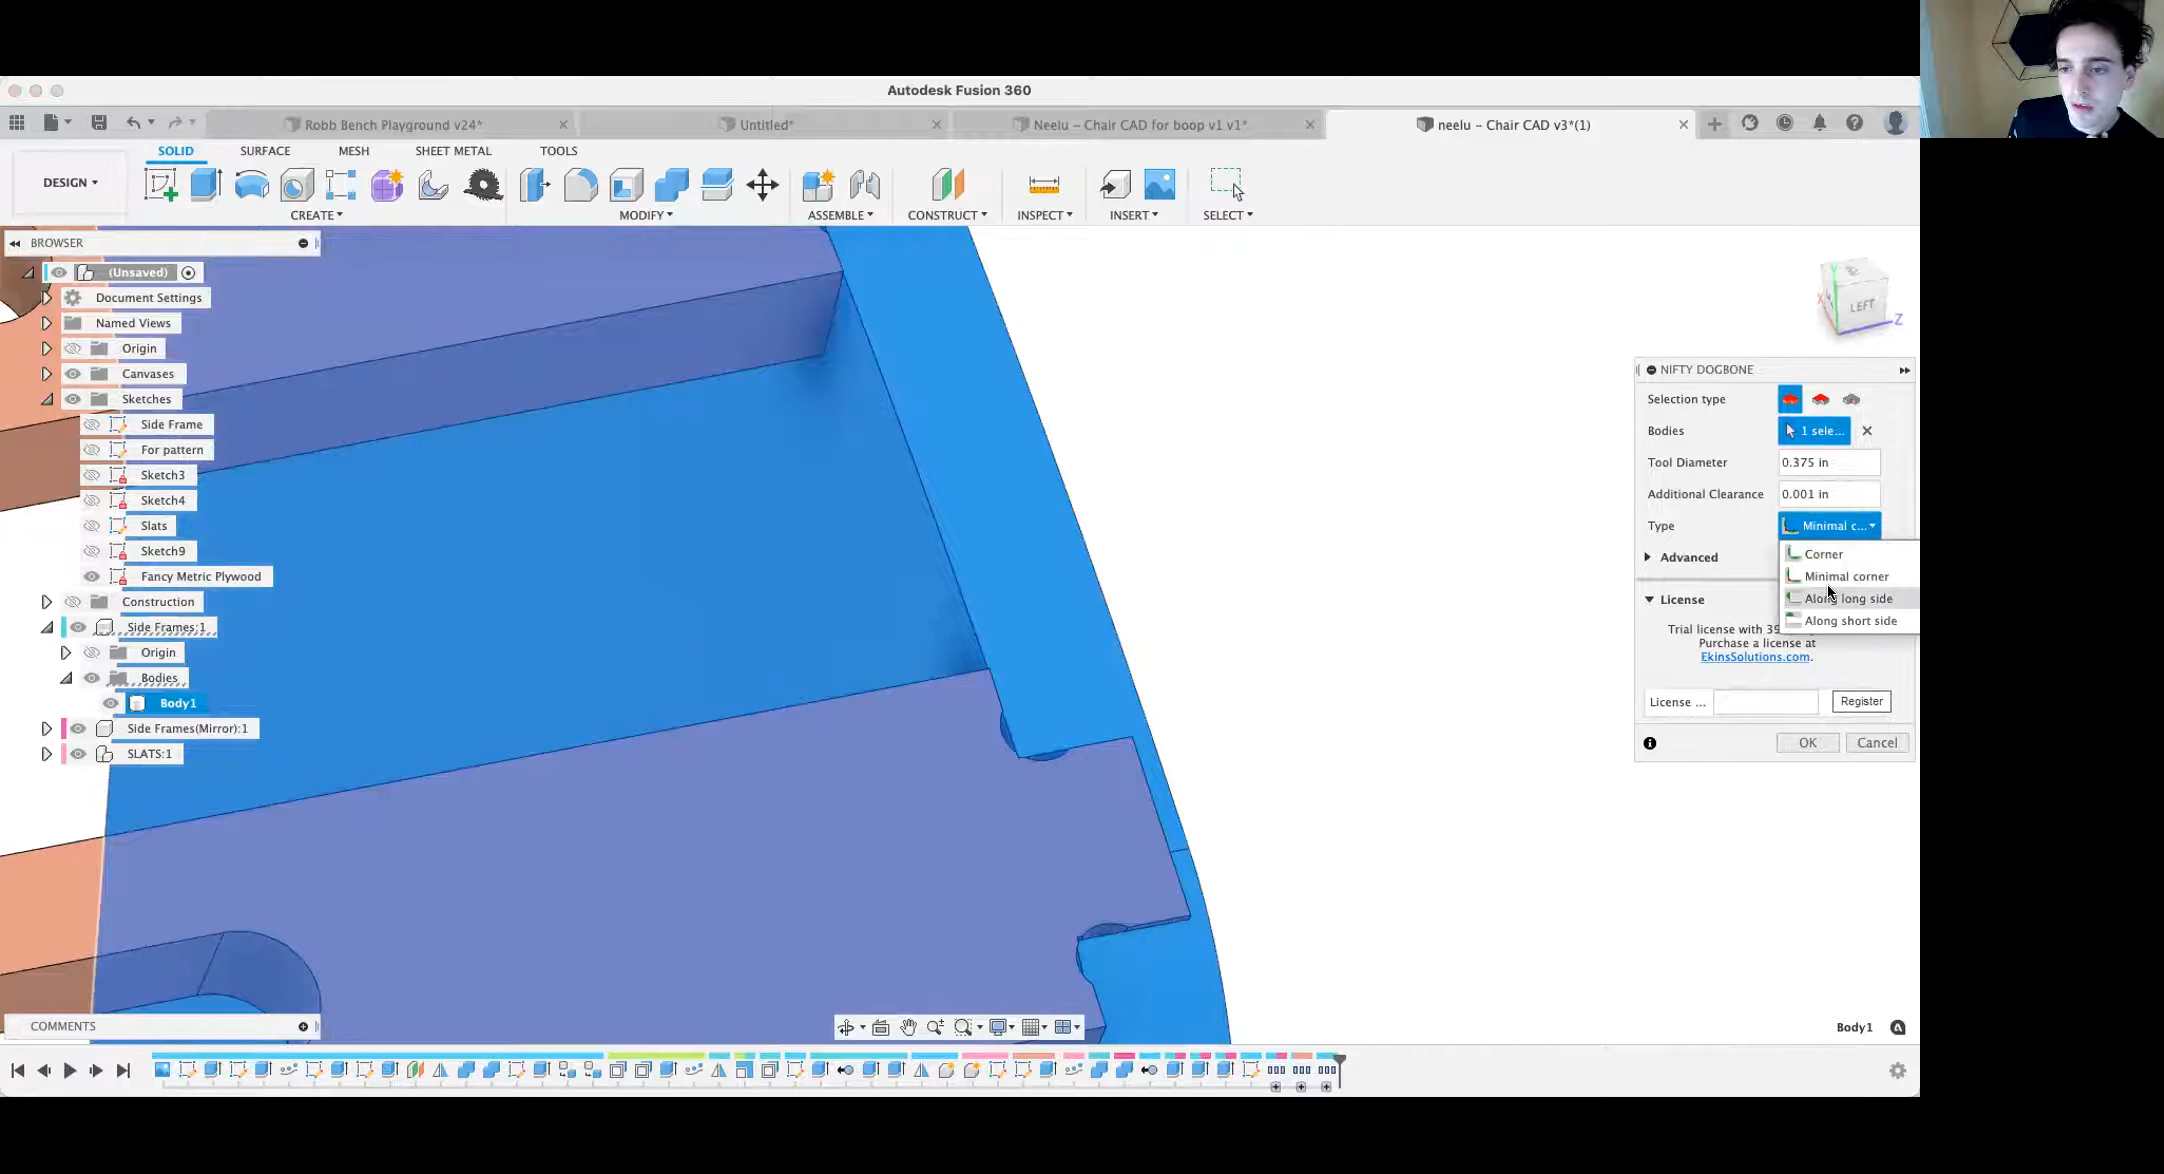 Autodesk Fusion 360
Robb Bench Playground v24*
Untitled*
Neelu – Chair CAD for boop v1 v1*
neelu – Chair CAD v3*(1)
SOLID SURFACE MESH SHEET METAL TOOLS
DESIGN
CREATE MODIFY ASSEMBLE CONSTRUCT INSPECT INSERT SELECT
BROWSER
(Unsaved)
Document Settings
Named Views
Origin
Canvases
Sketches
Side Frame
For pattern
Sketch3
Sketch4
Slats
Sketch9
Fancy Metric Plywood
Construction
Side Frames:1
Origin
Bodies
Body1
Side Frames(Mirror):1
SLATS:1
COMMENTS
LEFT
Z
NIFTY DOGBONE
Selection type
Bodies 1 sele...
Tool Diameter 0.375 in
Additional Clearance 0.001 in
Type Minimal c...
Corner
Minimal corner
Along long side
Along short side
Advanced
License
Trial license with
Purchase a license at
EkinsSolutions.com.
License ... Register
OK Cancel
Body1